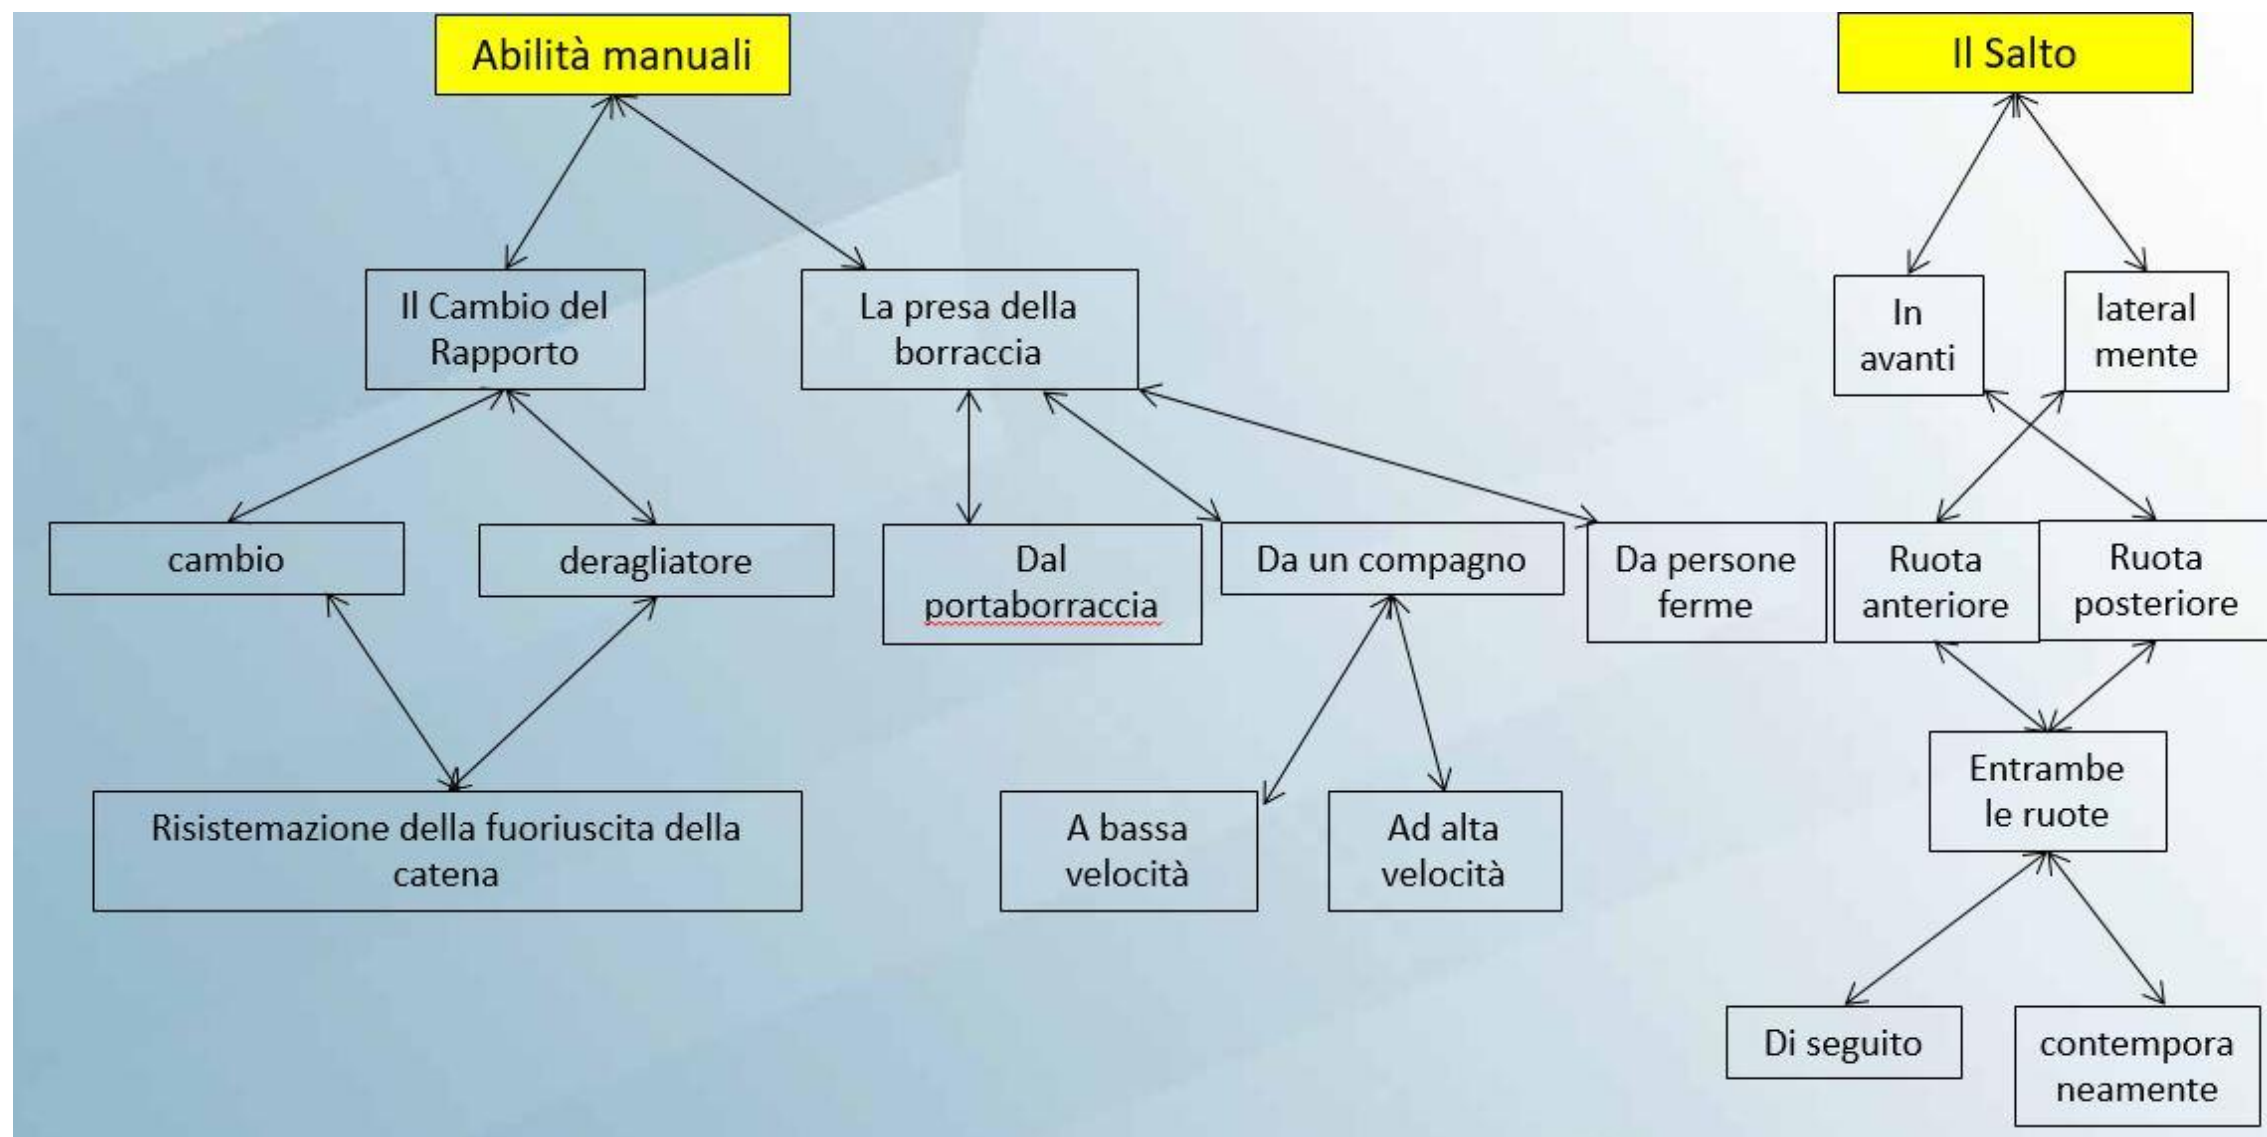 Abilità manuali
Il Salto
Il Cambio del
Rapporto
La presa della
borraccia
In
avanti
lateral
mente
cambio
deragliatore
Dal
portaborraccia
Da un compagno
Da persone
ferme
Ruota
anteriore
Ruota
posteriore
Risistemazione della fuoriuscita della
catena
A bassa
velocità
Ad alta
velocità
Entrambe
le ruote
Di seguito
contempora
neamente